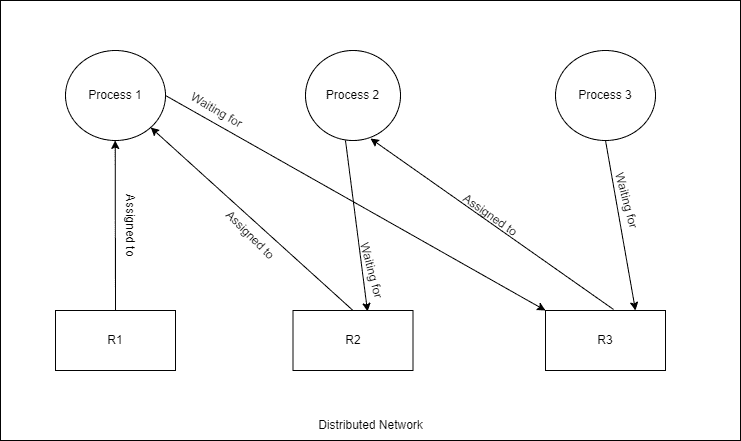 Process 1
Process 2
Process 3
Waiting for
Assigned to
Assigned to
Waiting for
Assigned to
Waiting for
R1
R2
R3
Distributed Network